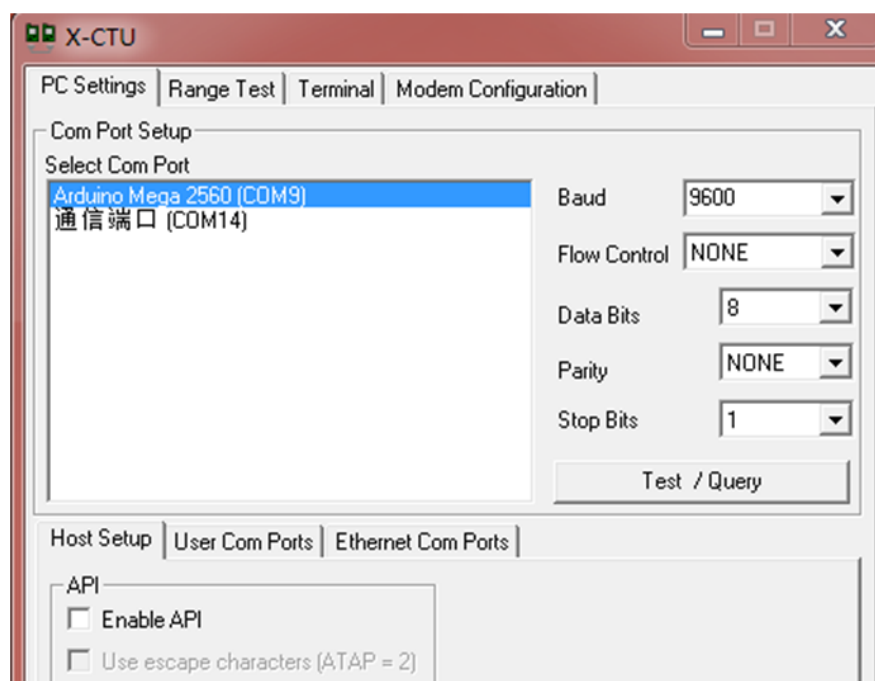 X-CTU
PC Settings Range Test Terminal Modem Configuration
Com Port Setup
Select Com Port
Arduino Mega 2560 (COM9)
通信端口 (COM14)
Baud 9600
Flow Control NONE
Data Bits 8
Parity NONE
Stop Bits 1
Test / Query
Host Setup User Com Ports Ethernet Com Ports
API
Enable API
Use escape characters (ATAP = 2)